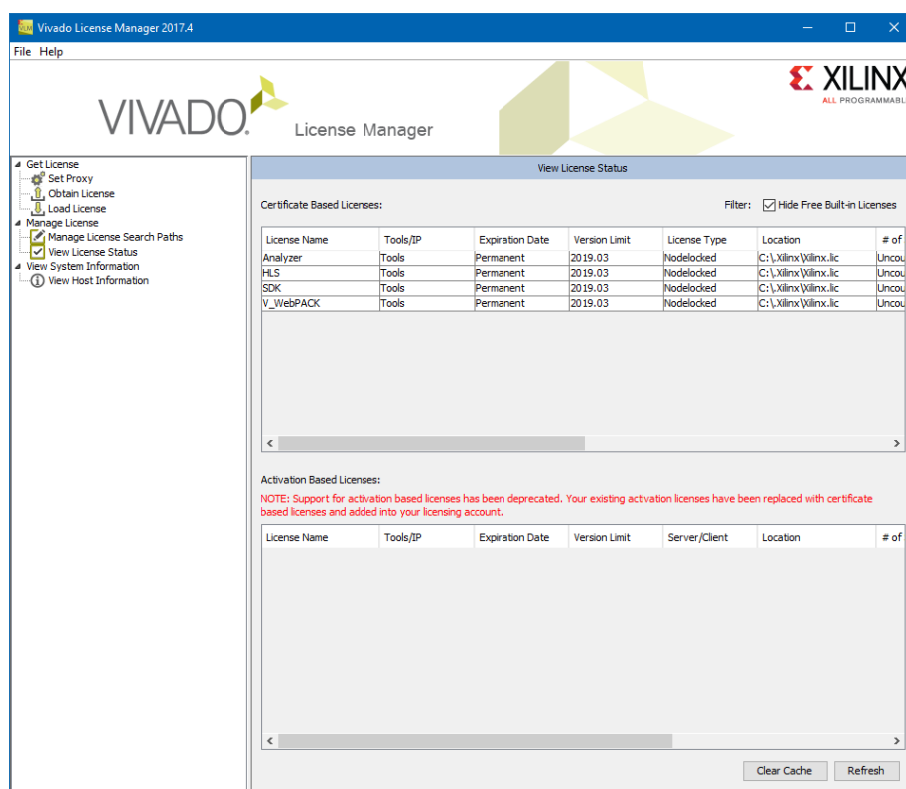 Vivado License Manager 2017.4
File Help
VIVADO.
License Manager
XILINX
ALL PROGRAMMABL
Get License
Set Proxy
Obtain License
Load License
Manage License
Manage License Search Paths
View License Status
View System Information
View Host Information
View License Status
Certificate Based Licenses:
Filter: Hide Free Built-in Licenses
License Name Tools/IP Expiration Date Version Limit License Type Location # of
Analyzer Tools Permanent 2019.03 Nodelocked C:\.Xilinx\Xilinx.lic Uncou
HLS Tools Permanent 2019.03 Nodelocked C:\.Xilinx\Xilinx.lic Uncou
SDK Tools Permanent 2019.03 Nodelocked C:\.Xilinx\Xilinx.lic Uncou
V_WebPACK Tools Permanent 2019.03 Nodelocked C:\.Xilinx\Xilinx.lic Uncou
Activation Based Licenses:
NOTE: Support for activation based licenses has been deprecated. Your existing actvation licenses have been replaced with certificate
based licenses and added into your licensing account.
License Name Tools/IP Expiration Date Version Limit Server/Client Location # of
Clear Cache Refresh